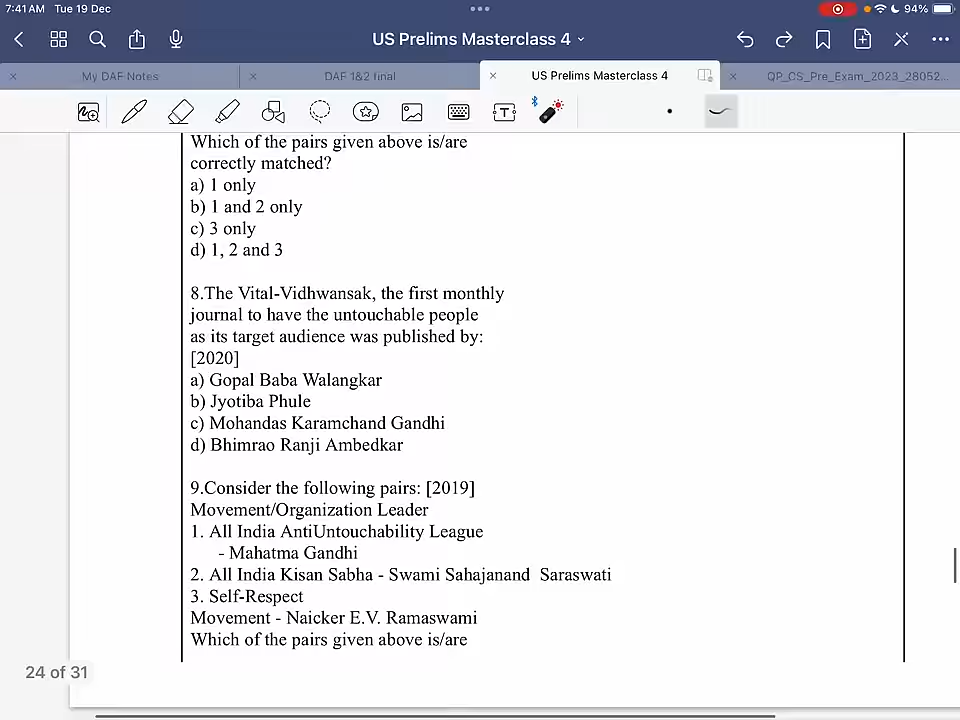 7:41 AM Tue 19 Dec
94%
US Prelims Masterclass 4
My DAF Notes
DAF 1&2 final
US Prelims Masterclass 4
QP_CS_Pre_Exam_2023_28052...
Which of the pairs given above is/are
correctly matched?
a) 1 only
b) 1 and 2 only
c) 3 only
d) 1, 2 and 3
8.The Vital-Vidhwansak, the first monthly
journal to have the untouchable people
as its target audience was published by:
[2020]
a) Gopal Baba Walangkar
b) Jyotiba Phule
c) Mohandas Karamchand Gandhi
d) Bhimrao Ranji Ambedkar
9.Consider the following pairs: [2019]
Movement/Organization Leader
1. All India AntiUntouchability League
- Mahatma Gandhi
2. All India Kisan Sabha - Swami Sahajanand Saraswati
3. Self-Respect
Movement - Naicker E.V. Ramaswami
Which of the pairs given above is/are
24 of 31